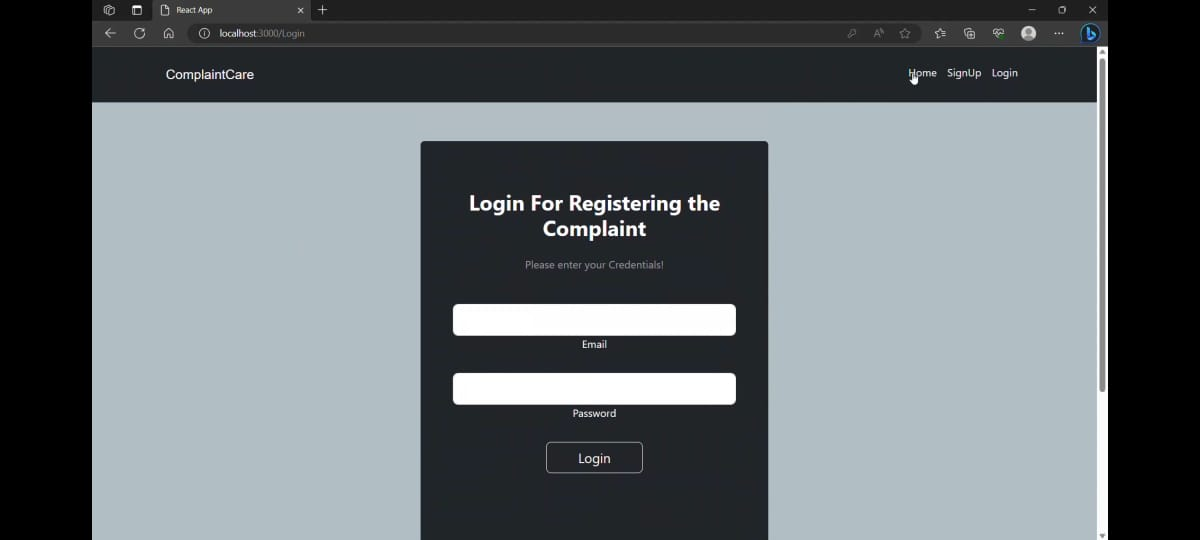 React App
localhost:3000/Login
ComplaintCare
Home SignUp Login
Login For Registering the
Complaint
Please enter your Credentials!
Email
Password
Login